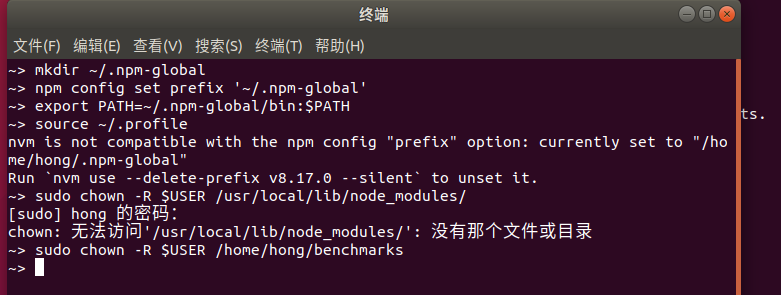 终端
文件(F) 编辑(E) 查看(V) 搜索(S) 终端(T) 帮助(H)
~> mkdir ~/.npm-global
~> npm config set prefix '~/.npm-global'
~> export PATH=~/.npm-global/bin:$PATH
~> source ~/.profile
nvm is not compatible with the npm config "prefix" option: currently set to "/ho
me/hong/.npm-global"
Run `nvm use --delete-prefix v8.17.0 --silent` to unset it.
~> sudo chown -R $USER /usr/local/lib/node_modules/
[sudo] hong 的密码：
chown: 无法访问'/usr/local/lib/node_modules/': 没有那个文件或目录
~> sudo chown -R $USER /home/hong/benchmarks
~>
ts.